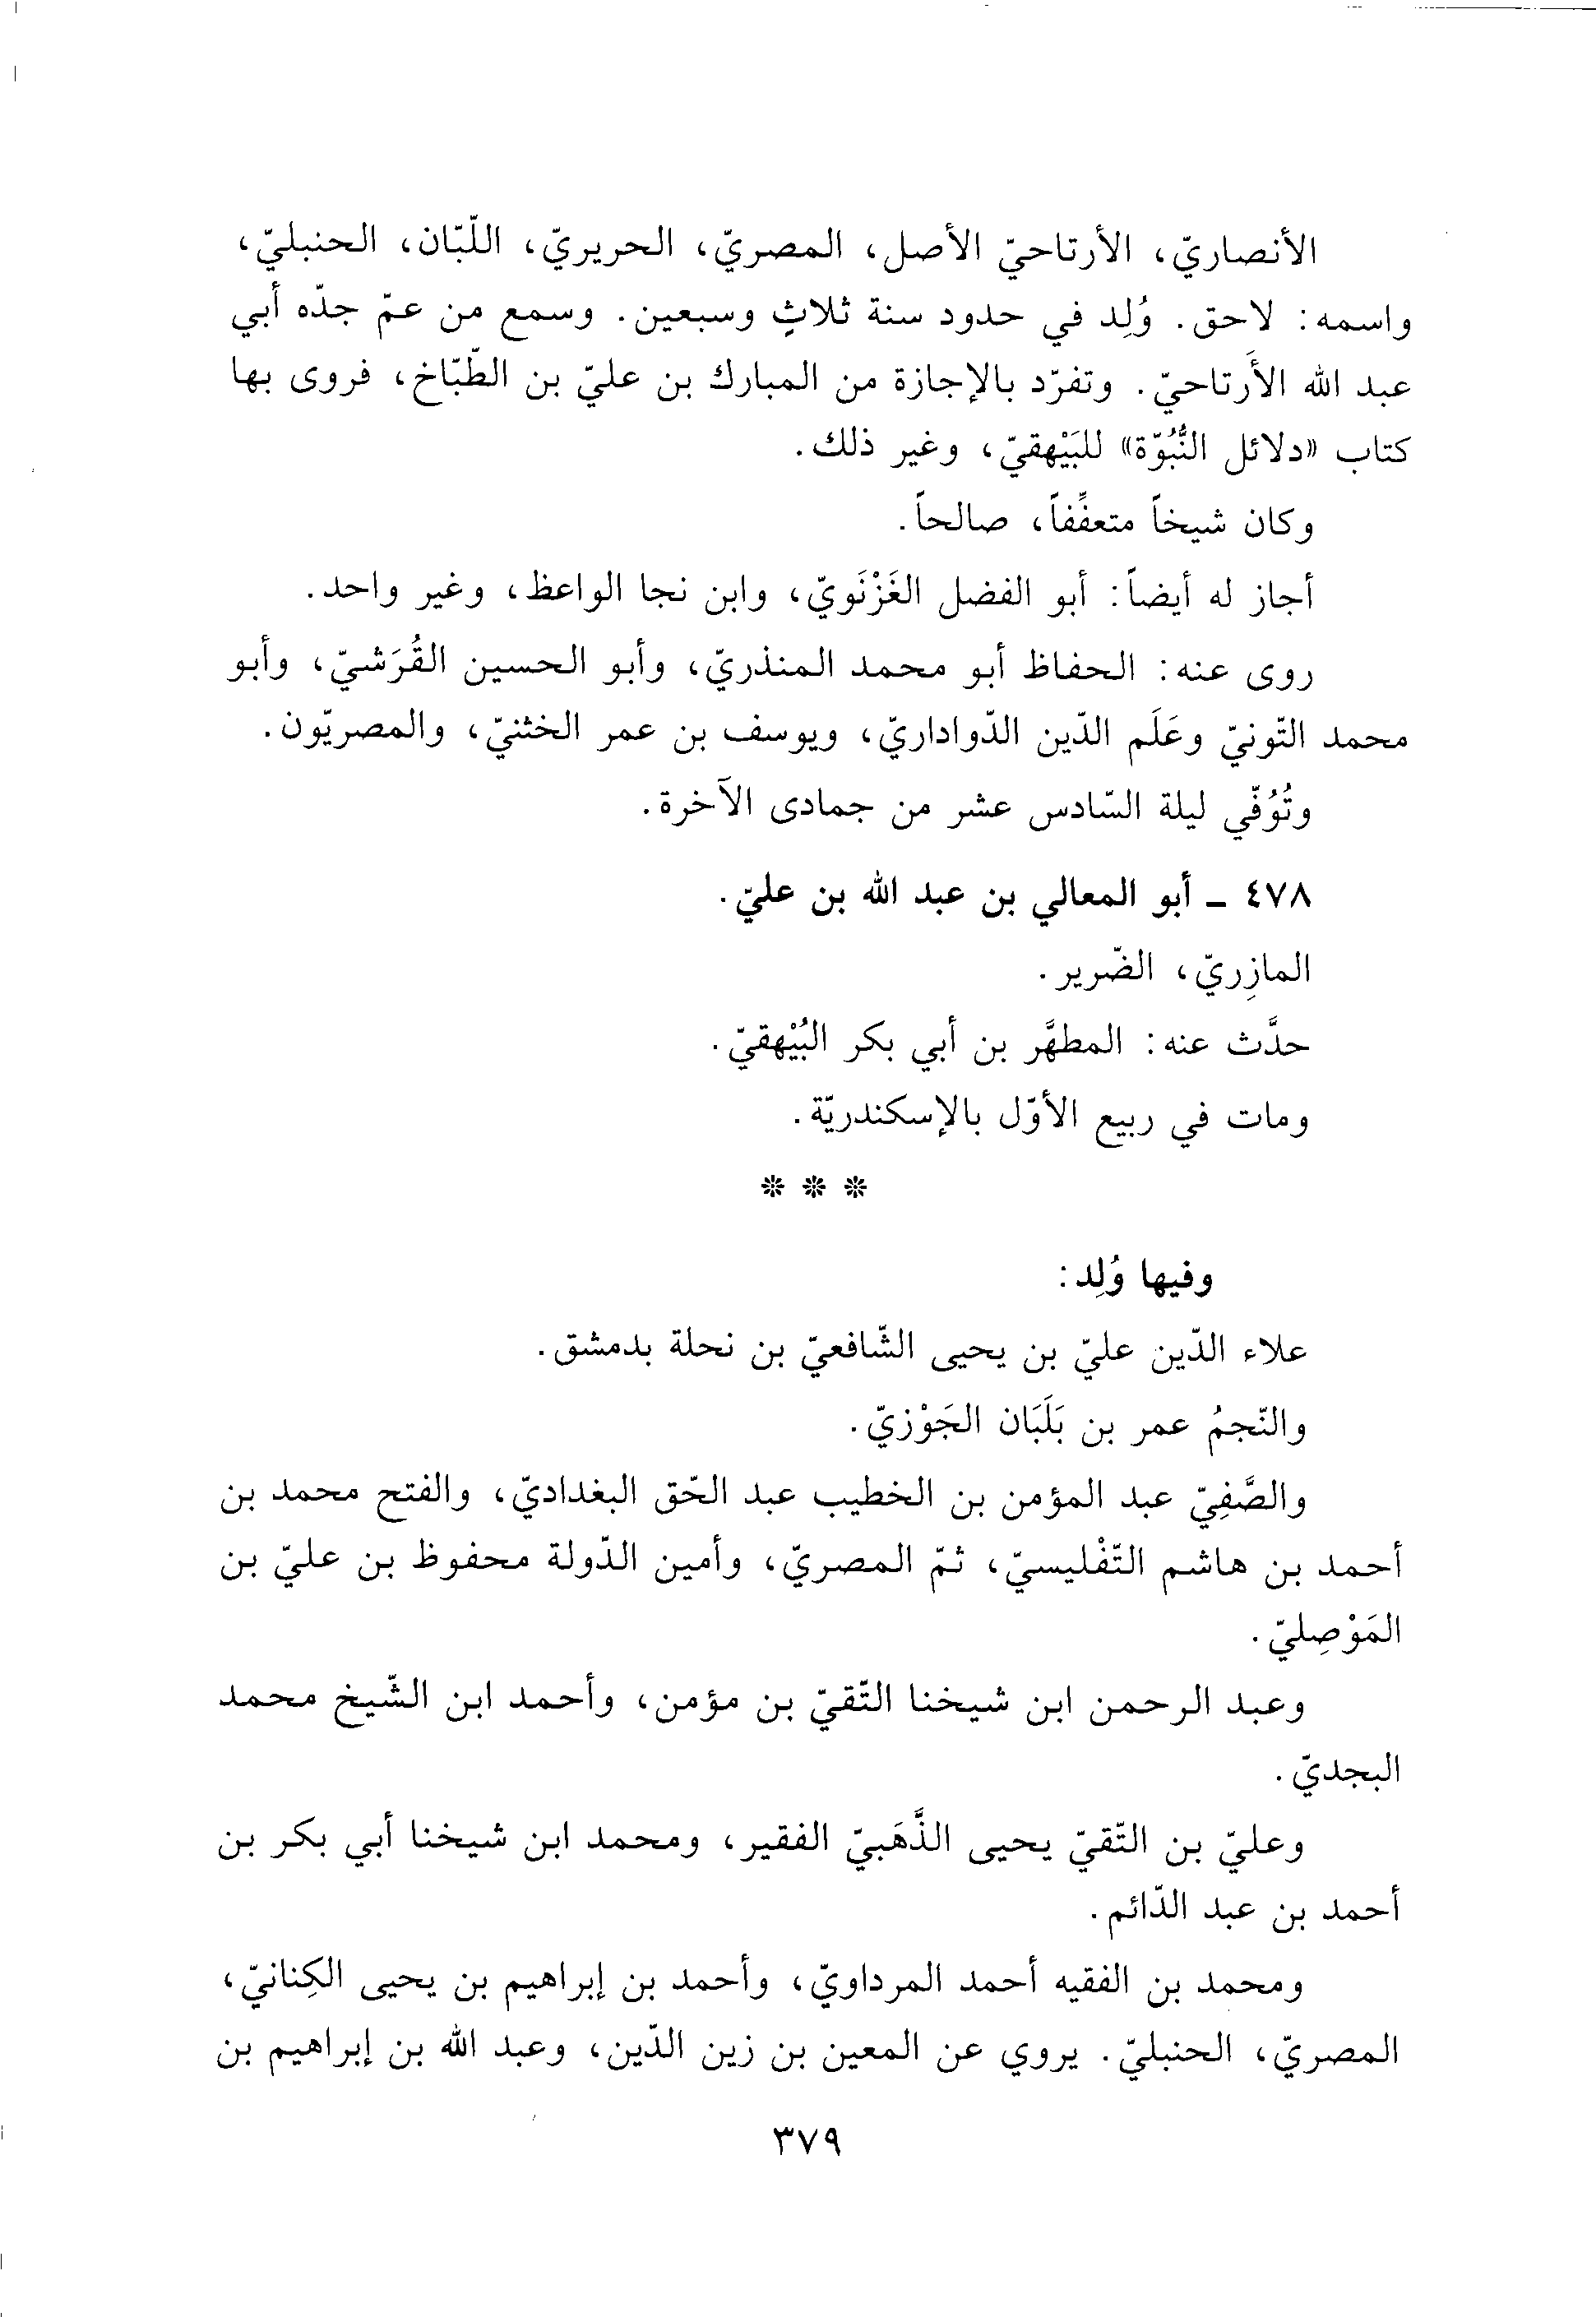 الأنصاريّ، الأرتاحيّ الأصل، المصريّ، الحريريّ، اللّبّان، الحنبليّ،
واسمه: لاحق. وُلِد في حدود سنة ثلاثٍ وسبعين. وسمع من عمّ جدّه أبي
عبد الله الأَرتاحيّ. وتفرّد بالإجازة من المبارك بن عليّ بن الطّبّاخ، فروى بها
كتاب «دلائل النُّبُوّة» للبَيْهقيّ، وغير ذلك.
وكان شيخاً متعفِّفاً، صالحاً.
أجاز له أيضاً: أبو الفضل الغَزْنَويّ، وابن نجا الواعظ، وغير واحد.
روى عنه: الحفاظ أبو محمد المنذريّ، وأبو الحسين القُرَشيّ، وأبو
محمد التّونيّ وعَلَم الدّين الدّواداريّ، ويوسف بن عمر الخثنيّ، والمصريّون.
وتُوُفّي ليلة السّادس عشر من جمادى الآخرة.
٤٧٨ ـ أبو المعالي بن عبد الله بن عليّ.
المازِريّ، الضّرير.
حدَّث عنه: المطهَّر بن أبي بكر البُيْهقيّ.
ومات في ربيع الأوّل بالإسكندريّة.
* * *
وفيها وُلِد:
علاء الدّين عليّ بن يحيى الشّافعيّ بن نحلة بدمشق.
والنّجمُ عمر بن بَلَبَان الجَوْزيّ.
والصَّفِيّ عبد المؤمن بن الخطيب عبد الحّق البغداديّ، والفتح محمد بن
أحمد بن هاشم التّفْليسيّ، ثمّ المصريّ، وأمين الدّولة محفوظ بن عليّ بن
المَوْصِليّ.
وعبد الرحمن ابن شيخنا التّقيّ بن مؤمن، وأحمد ابن الشّيخ محمد
البجديّ.
وعليّ بن التّقيّ يحيى الذَّهَبيّ الفقير، ومحمد ابن شيخنا أبي بكر بن
أحمد بن عبد الدّائم.
ومحمد بن الفقيه أحمد المرداويّ، وأحمد بن إبراهيم بن يحيى الكِنانيّ،
المصريّ، الحنبليّ. يروي عن المعين بن زين الدّين، وعبد الله بن إبراهيم بن
٣٧٩